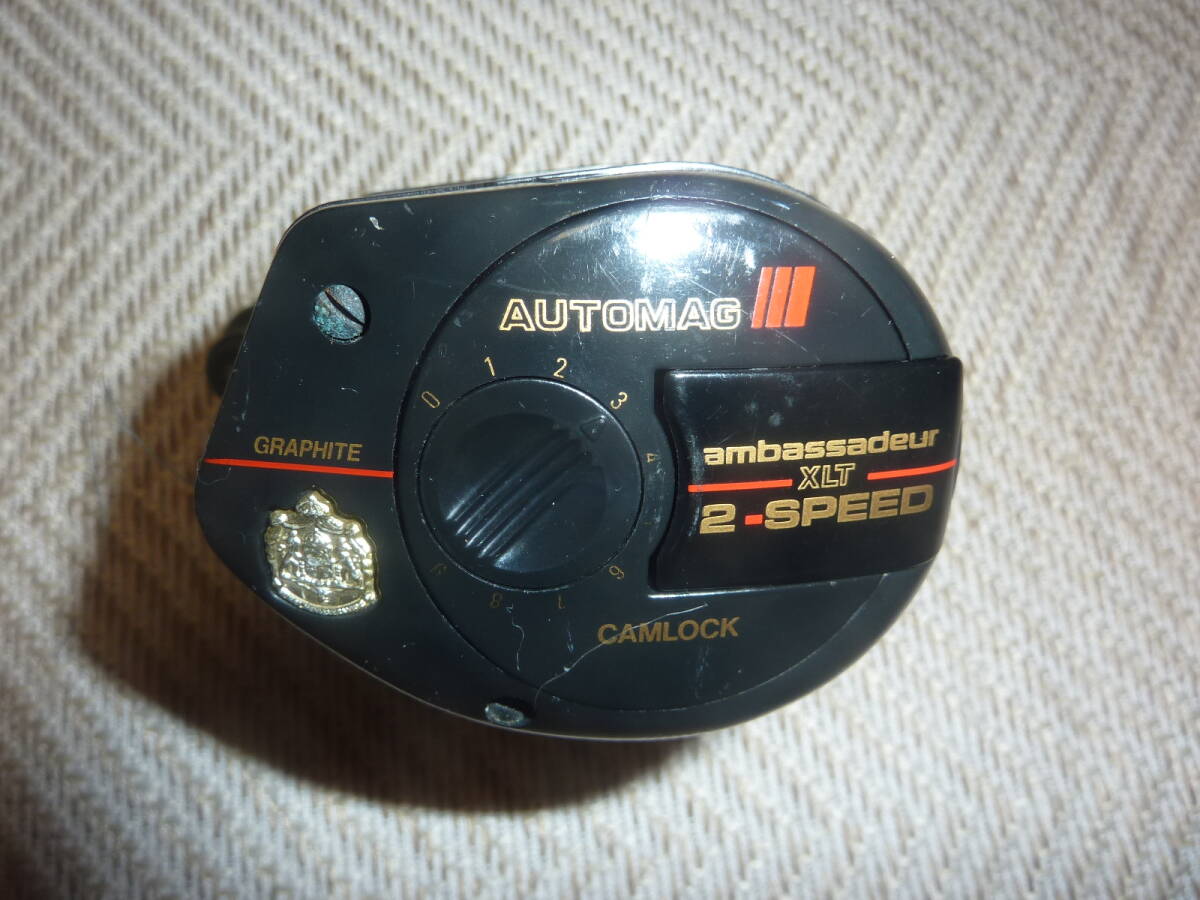 AUTOMAG
0 1 2 3 4
GRAPHITE
ambassadeur
XLT
2-SPEED
9 8 7 6
CAMLOCK